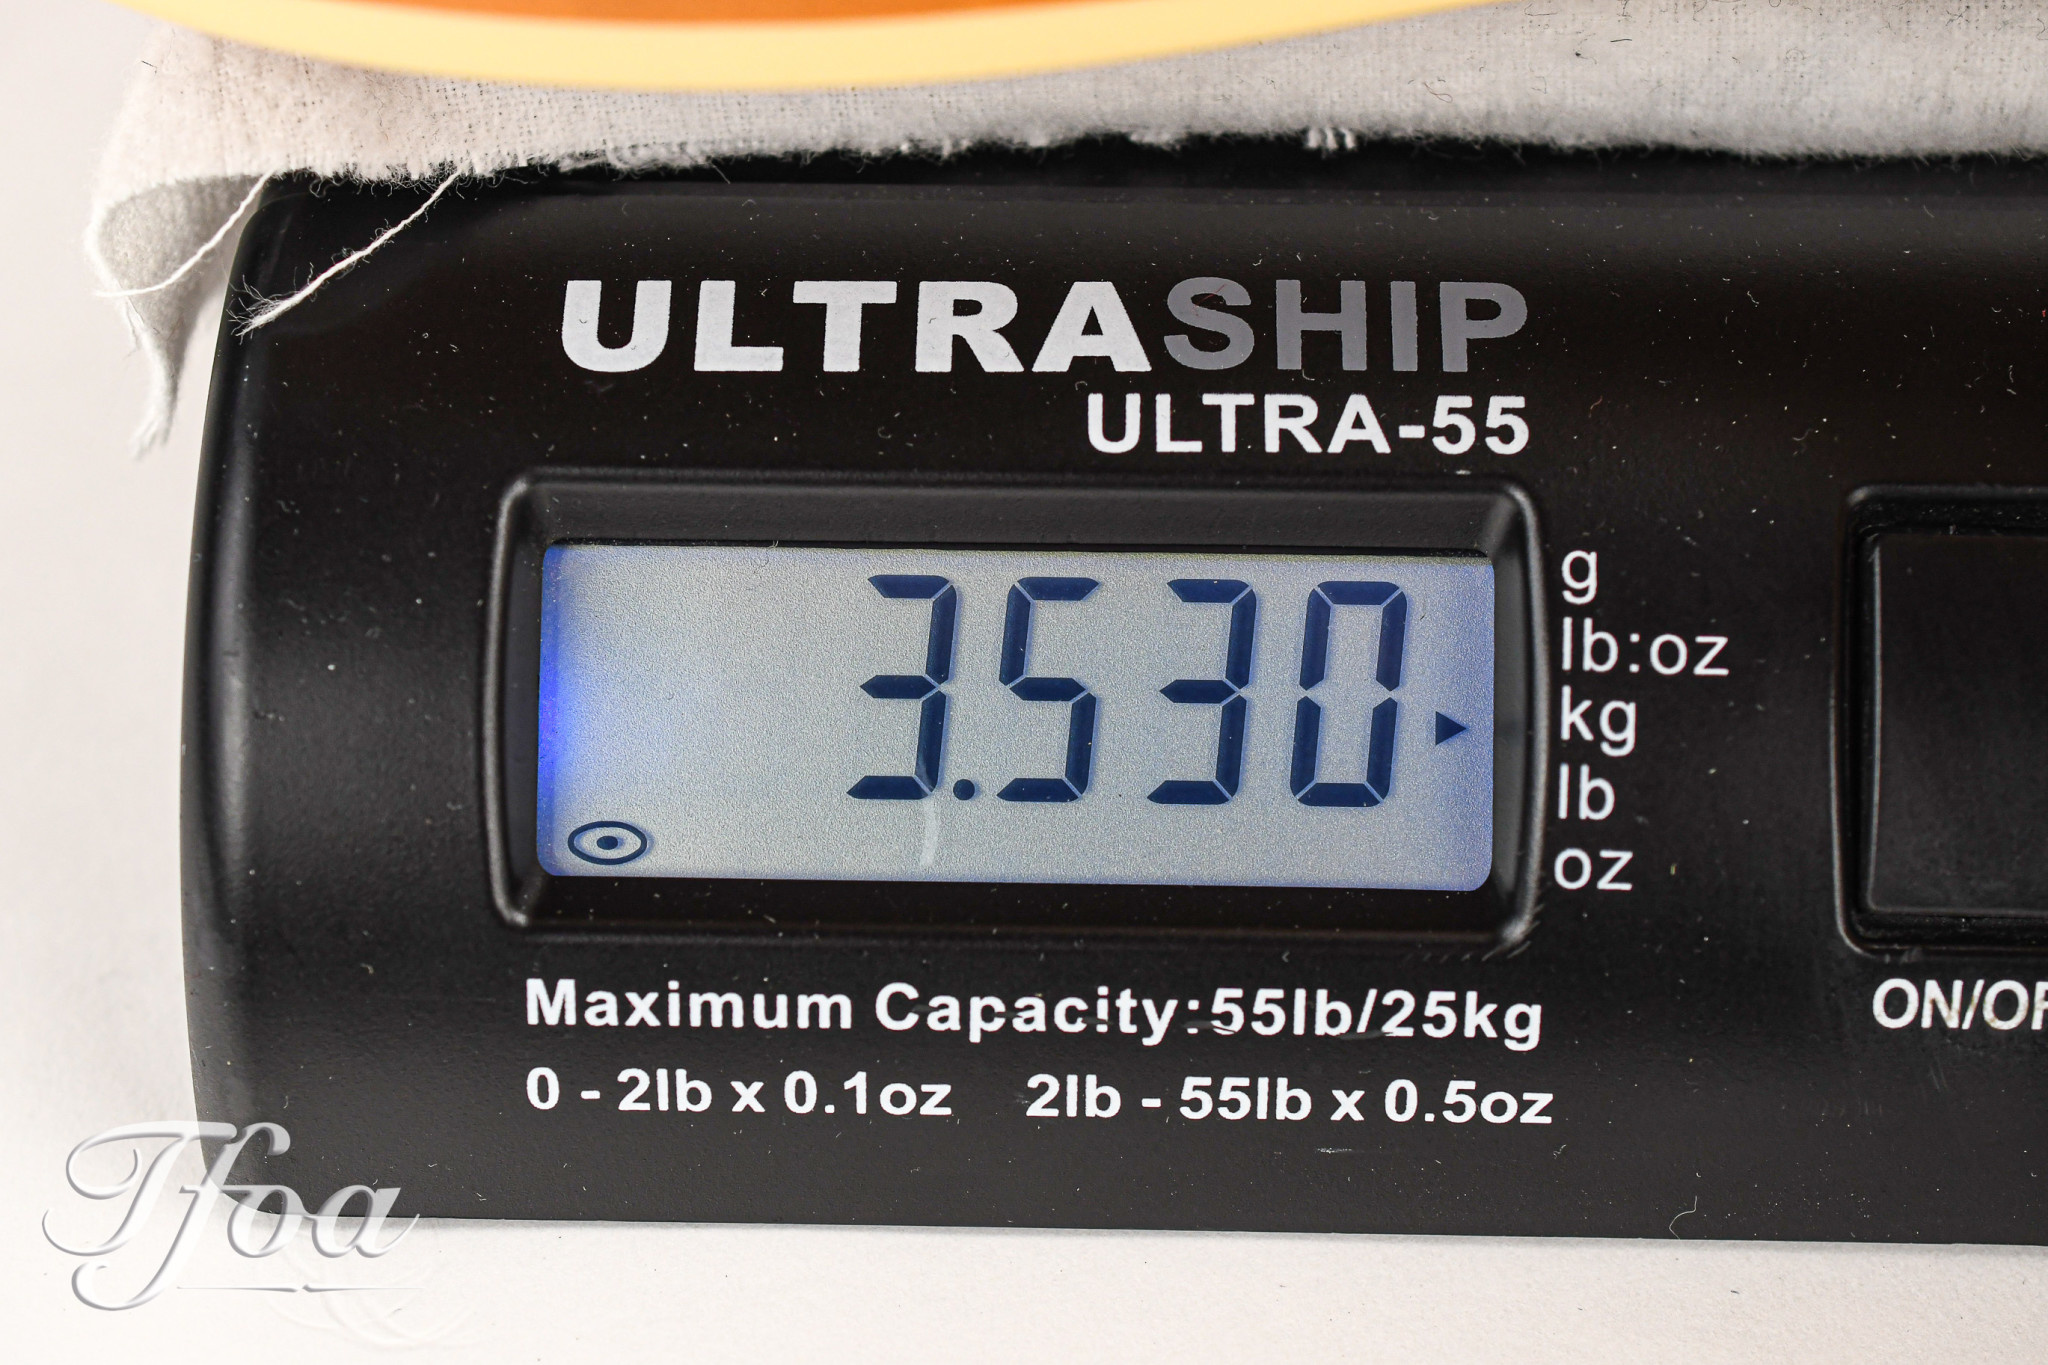 ULTRASHIP
ULTRA-55
3.530
g
lb:oz
kg
lb
oz
Maximum Capacity:55lb/25kg
0 - 2lb x 0.1oz 2lb - 55lb x 0.5oz
ON/OF
Tfoa